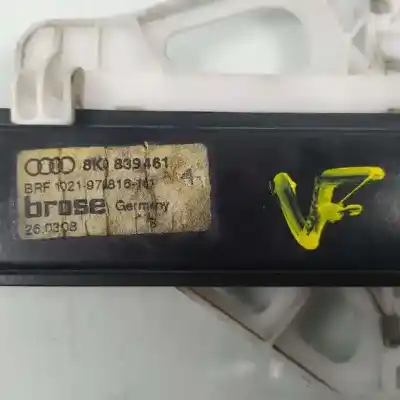 8K0 839461
BRF 1021-97
brose Germany
26.0308
VF